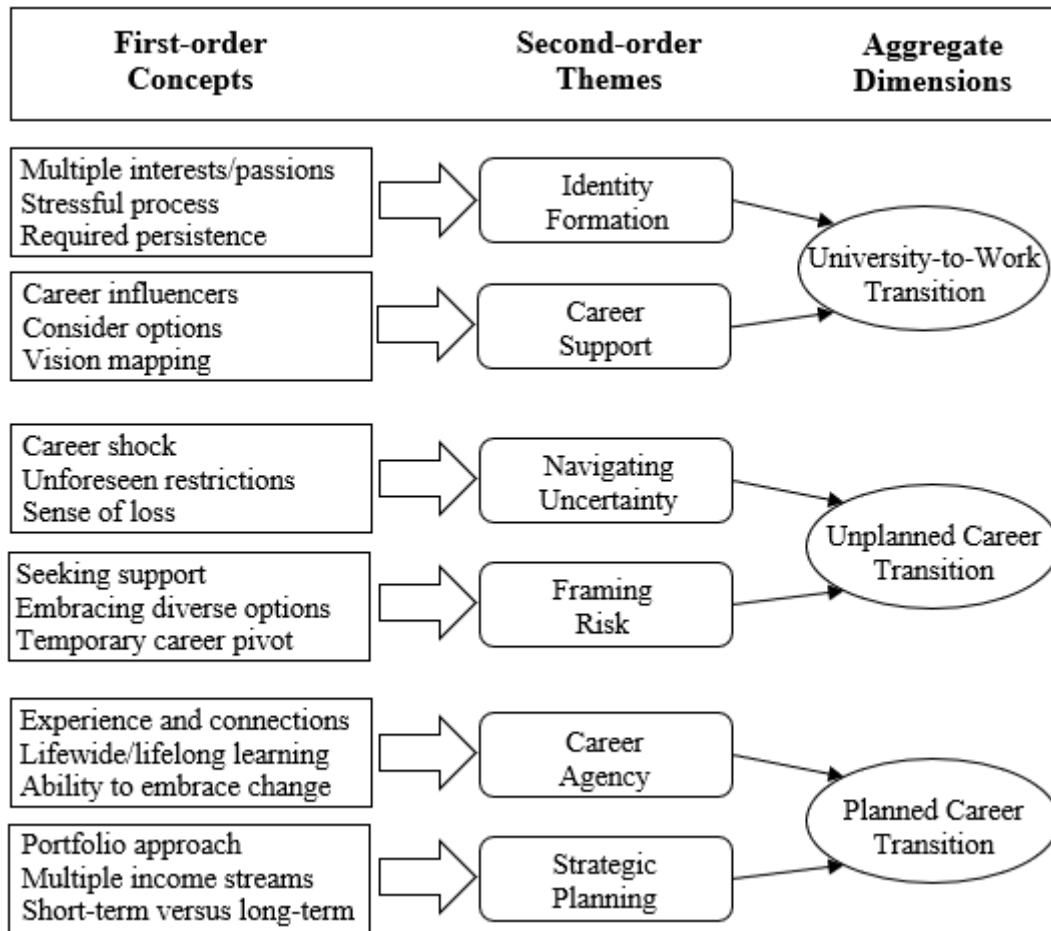 First-order
Concepts
Second-order
Themes
Aggregate
Dimensions
Multiple interests/passions
Stressful process
Required persistence
Identity
Formation
Career influencers
Consider options
Vision mapping
Career
Support
University-to-Work
Transition
Career shock
Unforeseen restrictions
Sense of loss
Navigating
Uncertainty
Seeking support
Embracing diverse options
Temporary career pivot
Framing
Risk
Unplanned Career
Transition
Experience and connections
Lifewide/lifelong learning
Ability to embrace change
Career
Agency
Portfolio approach
Multiple income streams
Short-term versus long-term
Strategic
Planning
Planned Career
Transition